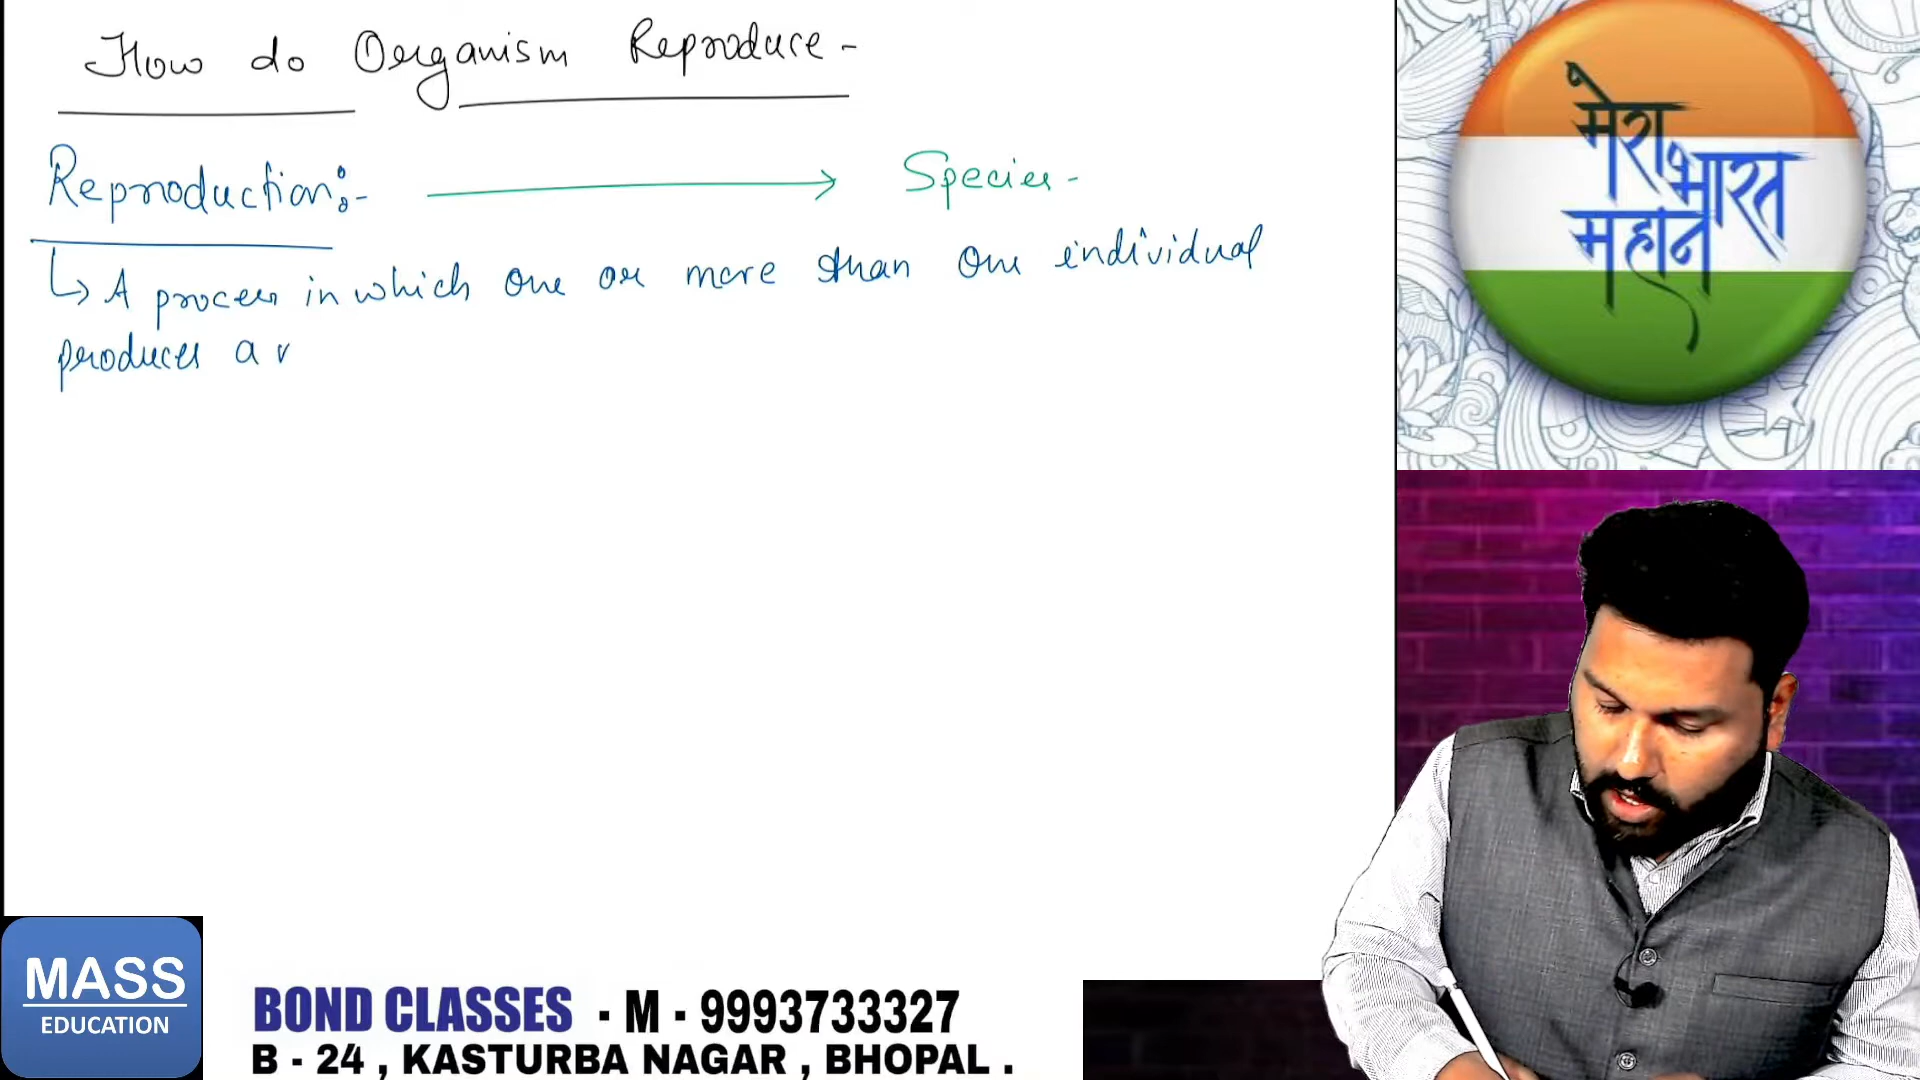 How do Organism Reproduce -
Reproduction :-
Species -
A process in which one or more than one individual
produces a
मेरा
भारत
महान
MASS
EDUCATION
BOND CLASSES - M - 9993733327
B - 24 , KASTURBA NAGAR , BHOPAL .